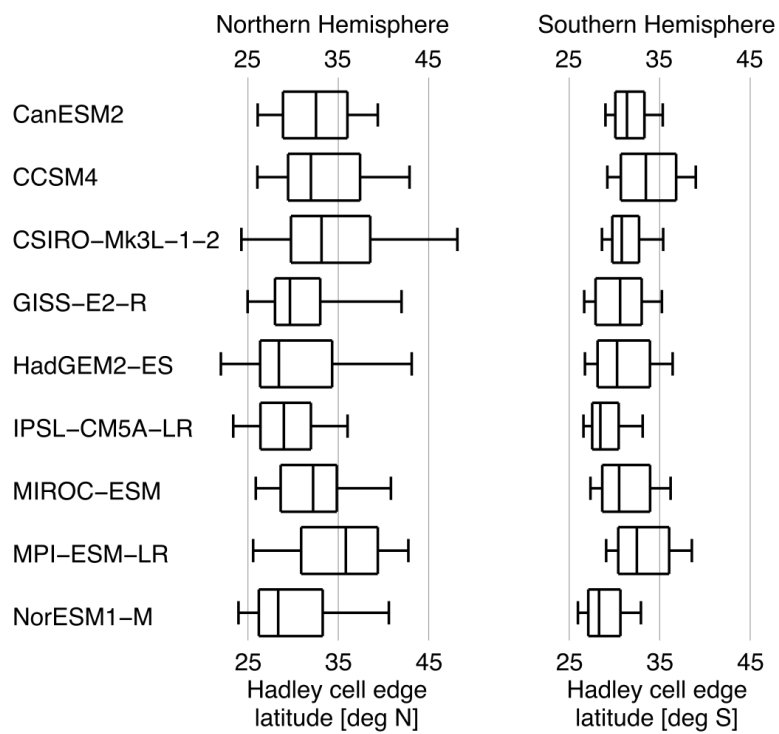 Northern Hemisphere Southern Hemisphere
25 35 45 25 35 45
CanESM2
CCSM4
CSIRO−Mk3L−1−2
GISS−E2−R
HadGEM2−ES
IPSL−CM5A−LR
MIROC−ESM
MPI−ESM−LR
NorESM1−M
25 35 45 25 35 45
Hadley cell edge Hadley cell edge
latitude [deg N] latitude [deg S]